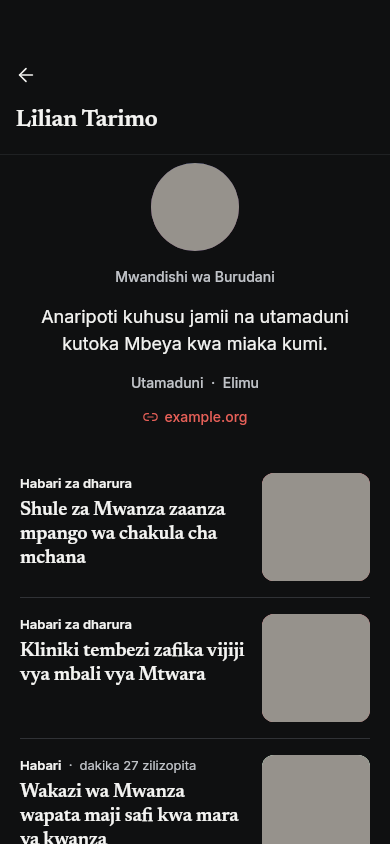 Lilian Tarimo
Mwandishi wa Burudani
Anaripoti kuhusu jamii na utamaduni
kutoka Mbeya kwa miaka kumi.
Utamaduni · Elimu
example.org
Habari za dharura
Shule za Mwanza zaanza
mpango wa chakula cha
mchana
Habari za dharura
Kliniki tembezi zafika vijiji
vya mbali vya Mtwara
Habari · dakika 27 zilizopita
Wakazi wa Mwanza
wapata maji safi kwa mara
ya kwanza